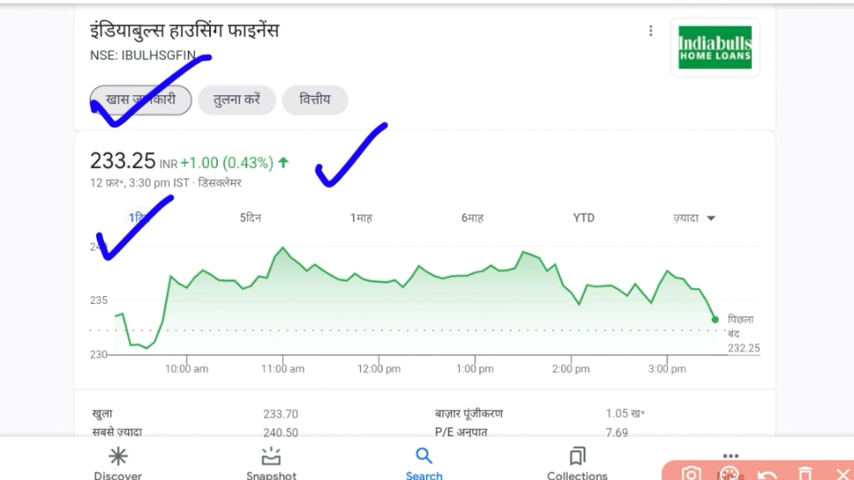 इंडियाबुल्स हाउसिंग फाइनेंस
NSE: IBULHSGFIN
Indiabulls
HOME LOANS
खास जानकारी तुलना करें वित्तीय
233.25 INR +1.00 (0.43%)
12 फ़र॰, 3:30 pm IST · डिसक्लेमर
1दिन 5दिन 1माह 6माह YTD ज़्यादा
235
230
पिछला
बंद
232.25
10:00 am 11:00 am 12:00 pm 1:00 pm 2:00 pm 3:00 pm
खुला 233.70 बाज़ार पूंजीकरण 1.05 ख॰
सबसे ज़्यादा 240.50 P/E अनुपात 7.69
Discover Snapshot Search Collections